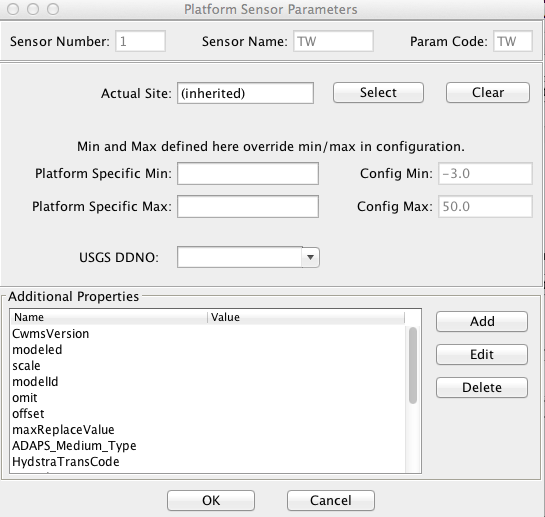 Platform Sensor Parameters
Sensor Number: 1 Sensor Name: TW Param Code: TW
Actual Site: (inherited) Select Clear
Min and Max defined here override min/max in configuration.
Platform Specific Min: Config Min: -3.0
Platform Specific Max: Config Max: 50.0
USGS DDNO:
Additional Properties
Name Value
CwmsVersion
modeled
scale
modelId
omit
offset
maxReplaceValue
ADAPS_Medium_Type
HydstraTransCode
Add
Edit
Delete
OK Cancel